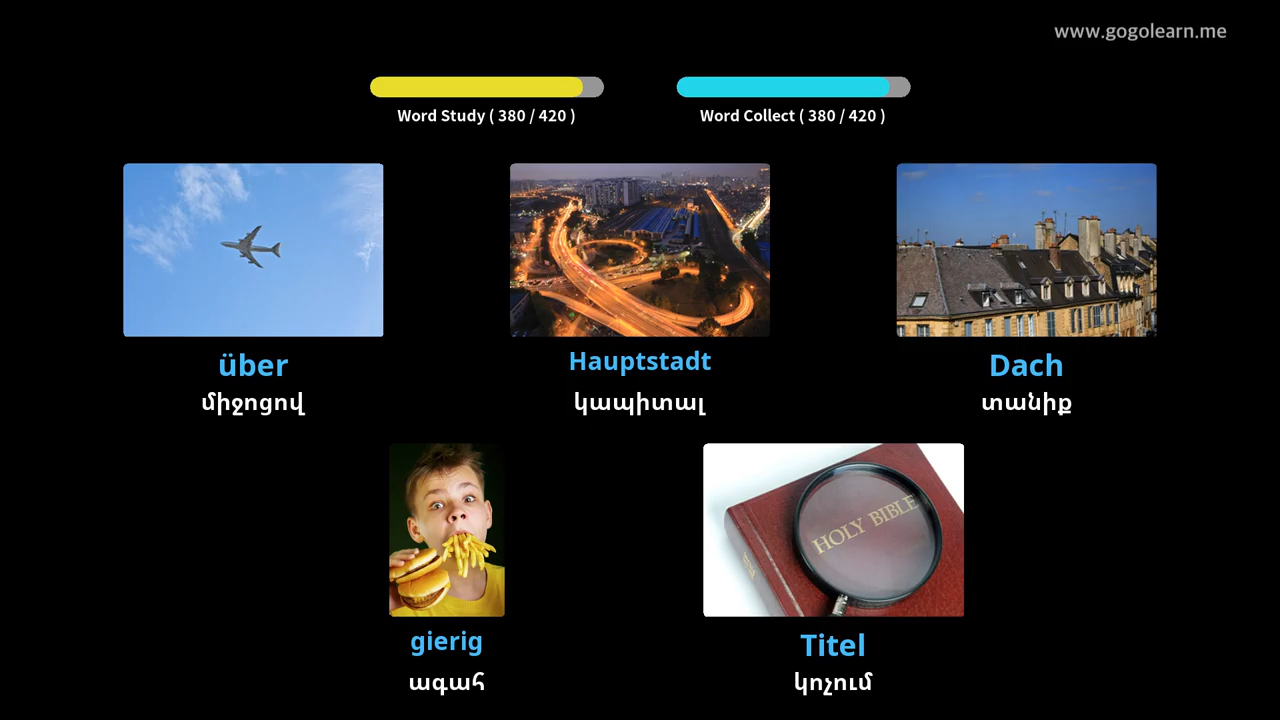 www.gogolearn.me
Word Study ( 380 / 420 )
Word Collect ( 380 / 420 )
über
միջոցով
Hauptstadt
կապիտալ
Dach
տանիք
HOLY BIBLE
gierig
ագահ
Titel
կոչում